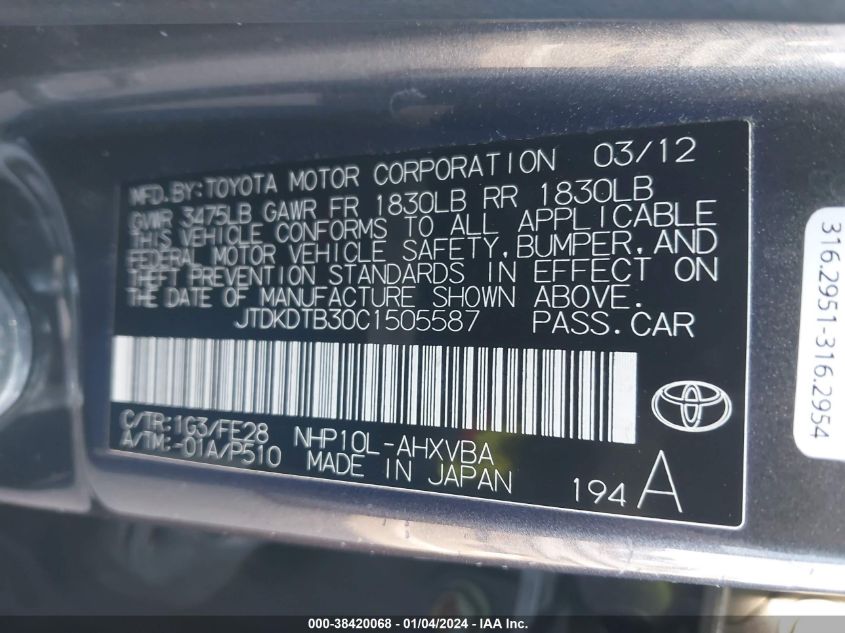 MFD.BY:TOYOTA MOTOR CORPORATION 03/12
GVWR 3475LB GAWR FR 1830LB RR 1830LB
THIS VEHICLE CONFORMS TO ALL APPLICABLE
FEDERAL MOTOR VEHICLE SAFETY,BUMPER,AND
THEFT PREVENTION STANDARDS IN EFFECT ON
THE DATE OF MANUFACTURE SHOWN ABOVE.
JTDKDTB30C1505587 PASS.CAR
C/TR:1G3/FE28 NHP10L-AHXVBA
A/TM:-01A/P510 MADE IN JAPAN 194A
316.2951-316.2954
000-38420068 - 01/04/2024 - IAA Inc.